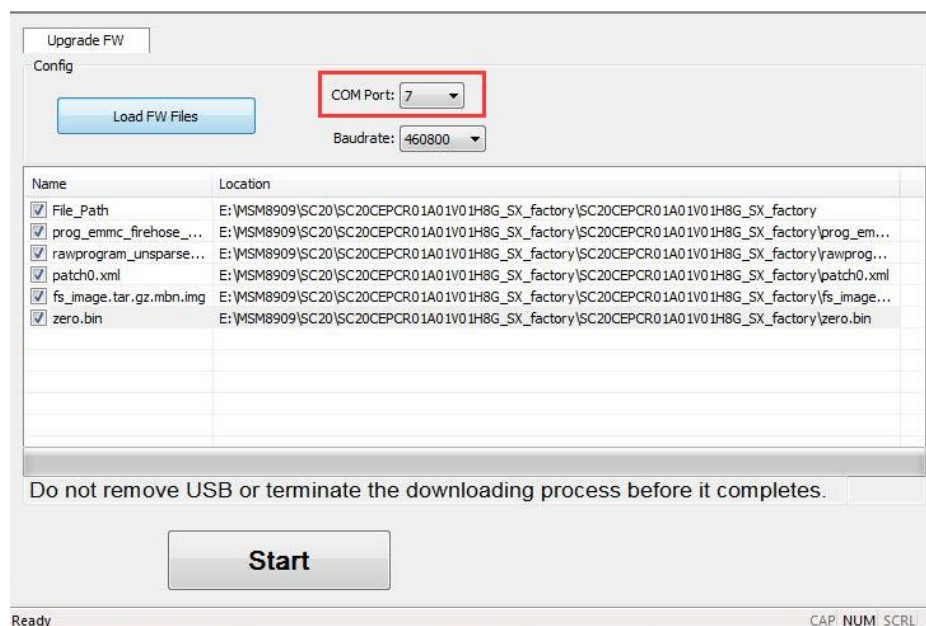 Upgrade FW
Config
Load FW Files
COM Port: 7
Baudrate: 460800
Name Location
File_Path E:\MSM8909\SC20\SC20CEPCR01A01V01H8G_SX_factory\SC20CEPCR01A01V01H8G_SX_factory
prog_emmc_firehose_... E:\MSM8909\SC20\SC20CEPCR01A01V01H8G_SX_factory\SC20CEPCR01A01V01H8G_SX_factory\prog_em...
rawprogram_unsparse... E:\MSM8909\SC20\SC20CEPCR01A01V01H8G_SX_factory\SC20CEPCR01A01V01H8G_SX_factory\rawprog...
patch0.xml E:\MSM8909\SC20\SC20CEPCR01A01V01H8G_SX_factory\SC20CEPCR01A01V01H8G_SX_factory\patch0.xml
fs_image.tar.gz.mbn.img E:\MSM8909\SC20\SC20CEPCR01A01V01H8G_SX_factory\SC20CEPCR01A01V01H8G_SX_factory\fs_image...
zero.bin E:\MSM8909\SC20\SC20CEPCR01A01V01H8G_SX_factory\SC20CEPCR01A01V01H8G_SX_factory\zero.bin
Do not remove USB or terminate the downloading process before it completes.
Start
Ready CAP NUM SCRL